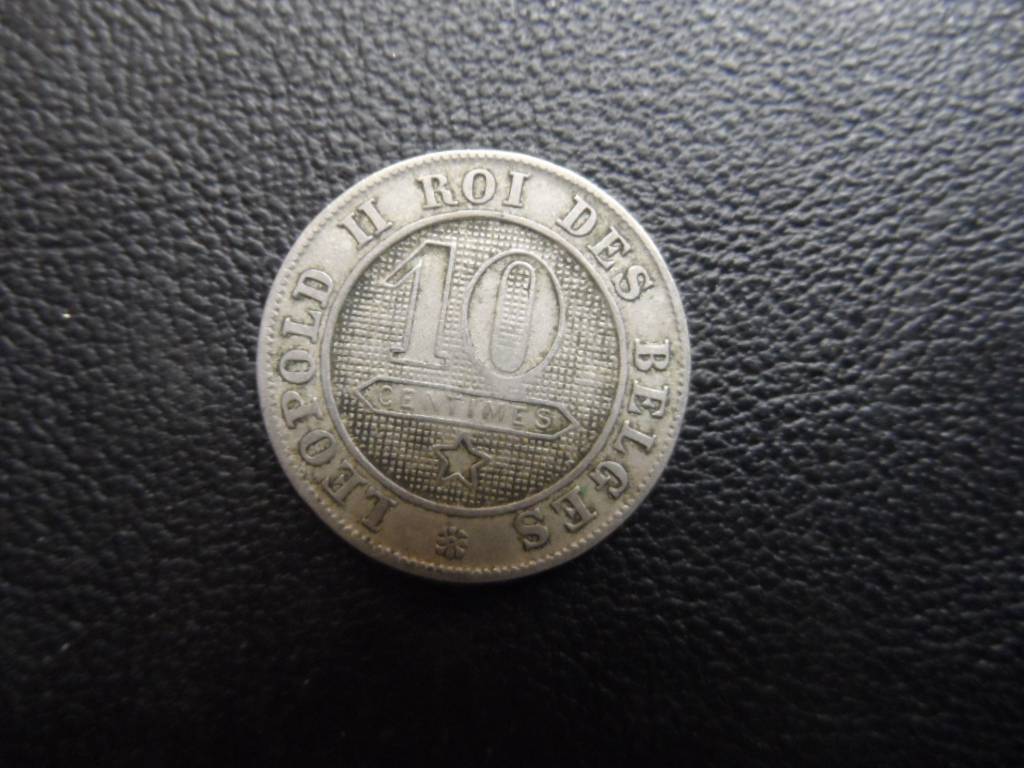 LEOPOLD II ROI DES BELGES
10
CENTIMES